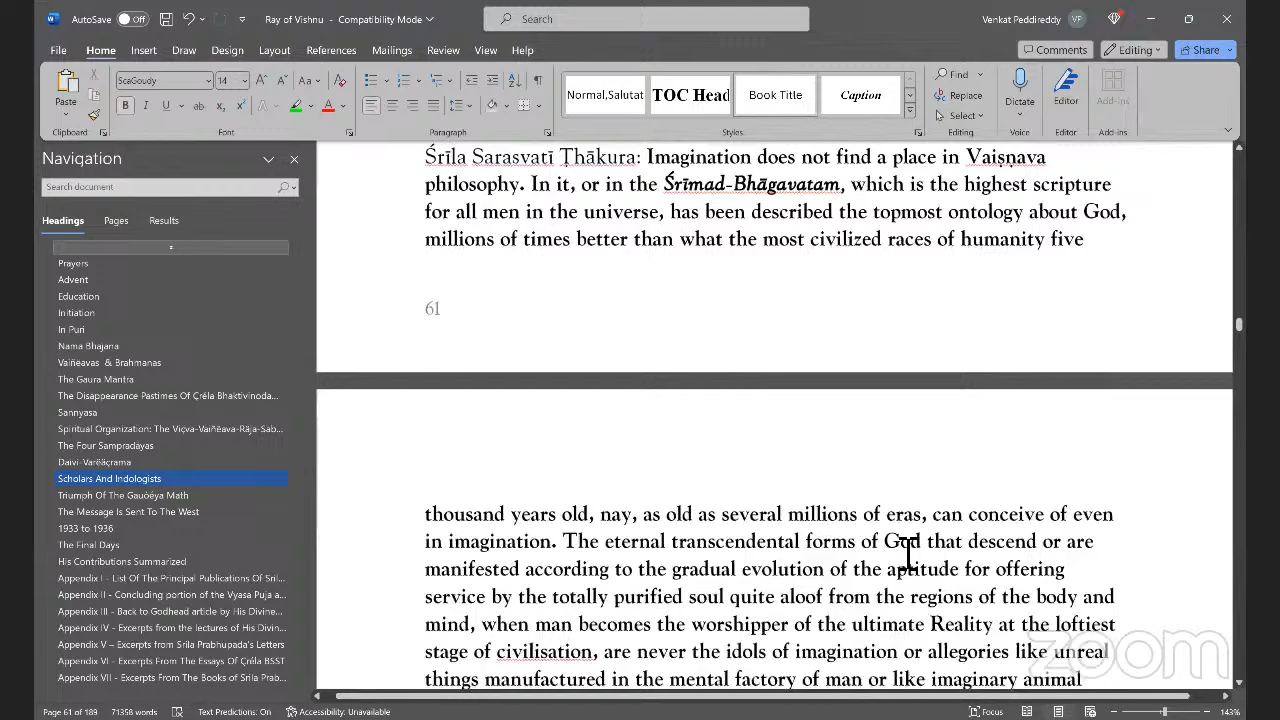 AutoSave Off Ray of Vishnu - Compatibility Mode Search Venkat Peddireddy VP
File Home Insert Draw Design Layout References Mailings Review View Help Comments Editing Share
Paste ScaGoudy 14 Normal,Salutat TOC Head Book Title Caption Find Replace Select Dictate Editor Add-ins
Clipboard Font Paragraph Styles Editing Voice Editor Add-ins
Navigation
Search document
Headings Pages Results
Prayers
Advent
Education
Initiation
In Puri
Nama Bhajana
Vaiñëavas & Brahmanas
The Gaura Mantra
The Disappearance Pastimes Of Çréla Bhaktivinoda...
Sannyasa
Spiritual Organization: The Viçva-Vaiñëava-Räja-Sab...
The Four Sampradäyas
Daivi-Varëäçrama
Scholars And Indologists
Triumph Of The Gauòéya Math
The Message Is Sent To The West
1933 to 1936
The Final Days
His Contributions Summarized
Appendix I - List Of The Principal Publications Of Sril...
Appendix II - Concluding portion of the Vyasa Puja a...
Appendix III - Back to Godhead article by His Divine...
Appendix IV - Excerpts from the lectures of His Divin...
Appendix V – Excerpts from Srila Prabhupada's Letters
Appendix VI - Excerpts From The Essays Of Çréla BSST
Appendix VII - Excerpts From The Books of Srila Prab...
Śrīla Sarasvatī Ṭhākura: Imagination does not find a place in Vaiṣṇava
philosophy. In it, or in the Śrīmad-Bhāgavatam, which is the highest scripture
for all men in the universe, has been described the topmost ontology about God,
millions of times better than what the most civilized races of humanity five
61
thousand years old, nay, as old as several millions of eras, can conceive of even
in imagination. The eternal transcendental forms of God that descend or are
manifested according to the gradual evolution of the aptitude for offering
service by the totally purified soul quite aloof from the regions of the body and
mind, when man becomes the worshipper of the ultimate Reality at the loftiest
stage of civilisation, are never the idols of imagination or allegories like unreal
things manufactured in the mental factory of man or like imaginary animal
zoom
Page 61 of 189 71358 words Text Predictions: On Accessibility: Unavailable Focus 143%